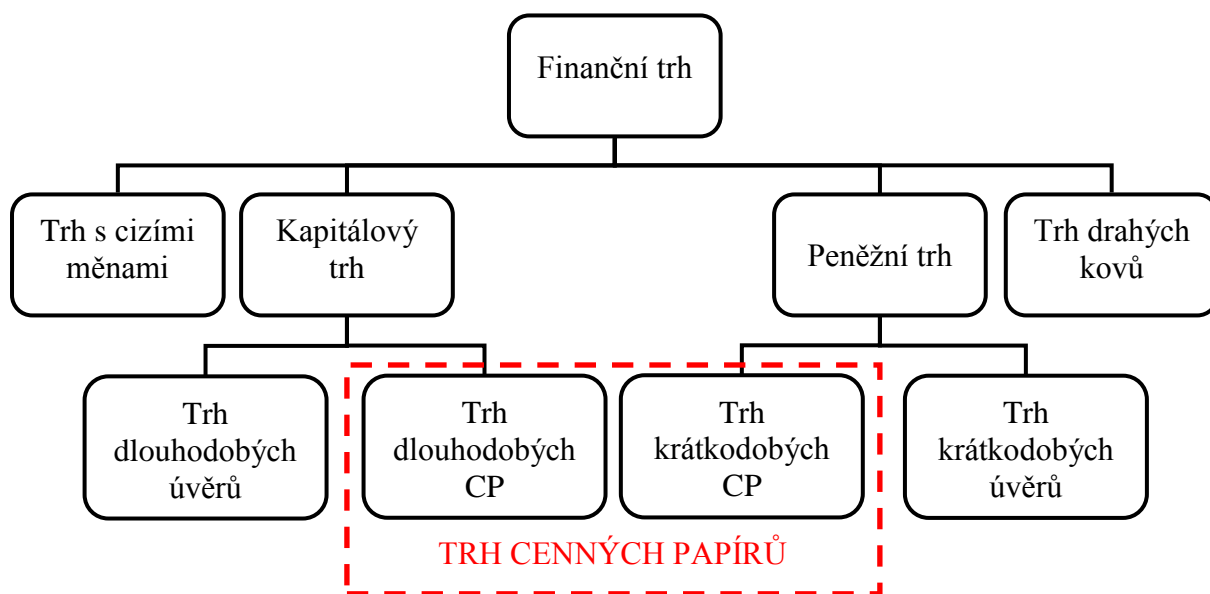 Finanční trh
Trh s cizími
měnami
Kapitálový
trh
Peněžní trh
Trh drahých
kovů
Trh
dlouhodobých
úvěrů
Trh
dlouhodobých
CP
Trh
krátkodobých
CP
Trh
krátkodobých
úvěrů
TRH CENNÝCH PAPÍRŮ